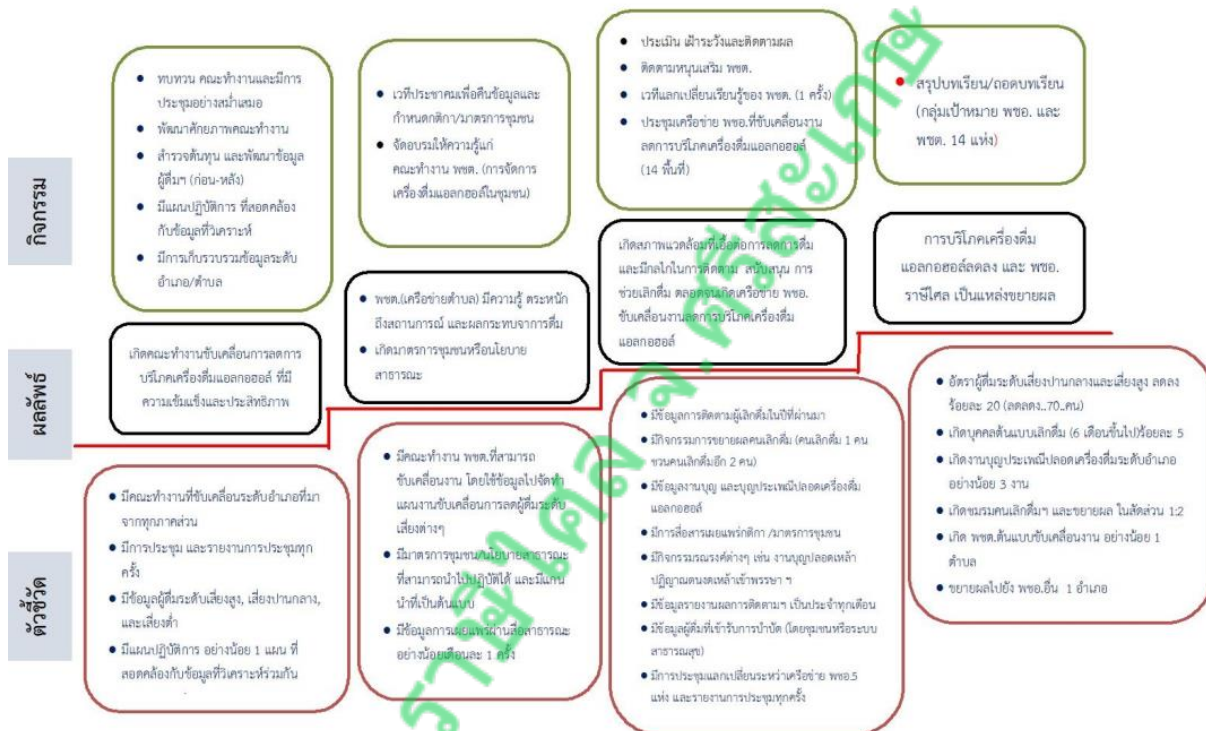 กิจกรรม
ทบทวน คณะทำงานและมีการ
ประชุมอย่างสม่ำเสมอ
พัฒนาศักยภาพคณะทำงาน
สำรวจต้นทุน และพัฒนาข้อมูล
ผู้ดื่มฯ (ก่อน-หลัง)
มีแผนปฏิบัติการ ที่สอดคล้อง
กับข้อมูลที่วิเคราะห์
มีการเก็บรวบรวมข้อมูลระดับ
อำเภอ/ตำบล
เวทีประชาคมเพื่อคืนข้อมูลและ
กำหนดกติกา/มาตรการชุมชน
จัดอบรมให้ความรู้แก่
คณะทำงาน พชต. (การจัดการ
เครื่องดื่มแอลกอฮอล์ในชุมชน)
ประเมิน เฝ้าระวังและติดตามผล
ติดตามหนุนเสริม พชต.
เวทีแลกเปลี่ยนเรียนรู้ของ พชต. (1 ครั้ง)
ประชุมเครือข่าย พชอ.ที่ขับเคลื่อนงาน
ลดการบริโภคเครื่องดื่มแอลกอฮอล์
(14 พื้นที่)
สรุปบทเรียน/ถอดบทเรียน
(กลุ่มเป้าหมาย พชอ. และ
พชต. 14 แห่ง)
ผลลัพธ์
เกิดคณะทำงานขับเคลื่อนการลดการ
บริโภคเครื่องดื่มแอลกอฮอล์ ที่มี
ความเข้มแข็งและประสิทธิภาพ
พชต.(เครือข่ายตำบล) มีความรู้ ตระหนัก
ถึงสถานการณ์ และผลกระทบจาการดื่ม
เกิดมาตรการชุมชนหรือนโยบาย
สาธารณะ
เกิดสภาพแวดล้อมที่เอื้อต่อการลดการดื่ม
และมีกลไกในการติดตาม สนับสนุน การ
ช่วยเลิกดื่ม ตลอดจนเกิดเครือข่าย พชอ.
ขับเคลื่อนงานลดการบริโภคเครื่องดื่ม
แอลกอฮอล์
การบริโภคเครื่องดื่ม
แอลกอฮอล์ลดลง และ พชอ.
ราษีไศล เป็นแหล่งขยายผล
ตัวชี้วัด
มีคณะทำงานที่ขับเคลื่อนระดับอำเภอที่มา
จากทุกภาคส่วน
มีการประชุม และรายงานการประชุมทุก
ครั้ง
มีข้อมูลผู้ดื่มระดับเสี่ยงสูง, เสี่ยงปานกลาง,
และเสี่ยงต่ำ
มีแผนปฏิบัติการ อย่างน้อย 1 แผน ที่
สอดคล้องกับข้อมูลที่วิเคราะห์ร่วมกัน
มีคณะทำงาน พชต.ที่สามารถ
ขับเคลื่อนงาน โดยใช้ข้อมูลไปจัดทำ
แผนงานขับเคลื่อนการลดผู้ดื่มระดับ
เสี่ยงต่างๆ
มีมาตรการชุมชน/นโยบายสาธารณะ
ที่สามารถนำไปปฏิบัติได้ และมีแกน
นำที่เป็นต้นแบบ
มีข้อมูลการเผยแพร่ผ่านสื่อสาธารณะ
อย่างน้อยเดือนละ 1 ครั้ง
มีข้อมูลการติดตามผู้เลิกดื่มในปีที่ผ่านมา
มีกิจกรรมการขยายผลคนเลิกดื่ม (คนเลิกดื่ม 1 คน
ชวนคนเลิกดื่มอีก 2 คน)
มีข้อมูลงานบุญ และบุญประเพณีปลอดเครื่องดื่ม
แอลกอฮอล์
มีการสื่อสารเผยแพร่กติกา /มาตรการชุมชน
มีกิจกรรมรณรงค์ต่างๆ เช่น งานบุญปลอดเหล้า
ปฏิญาณตนงดเหล้าเข้าพรรษา ฯ
มีข้อมูลรายงานผลการติดตามฯ เป็นประจำทุกเดือน
มีข้อมูลผู้ดื่มที่เข้ารับการบำบัด (โดยชุมชนหรือระบบ
สาธารณสุข)
มีการประชุมแลกเปลี่ยนระหว่าเครือข่าย พชอ.5
แห่ง และรายงานการประชุมทุกครั้ง
อัตราผู้ดื่มระดับเสี่ยงปานกลางและเสี่ยงสูง ลดลง
ร้อยละ 20 (ลดลดง..70..คน)
เกิดบุคคลต้นแบบเลิกดื่ม (6 เดือนขึ้นไป)ร้อยละ 5
เกิดงานบุญประเพณีปลอดเครื่องดื่มระดับอำเภอ
อย่างน้อย 3 งาน
เกิดชมรมคนเลิกดื่มฯ และขยายผล ในสัดส่วน 1:2
เกิด พชต.ต้นแบบขับเคลื่อนงาน อย่างน้อย 1
ตำบล
ขยายผลไปยัง พชอ.อื่น 1 อำเภอ
ราษีไศล จ.ศรีสะเกษ